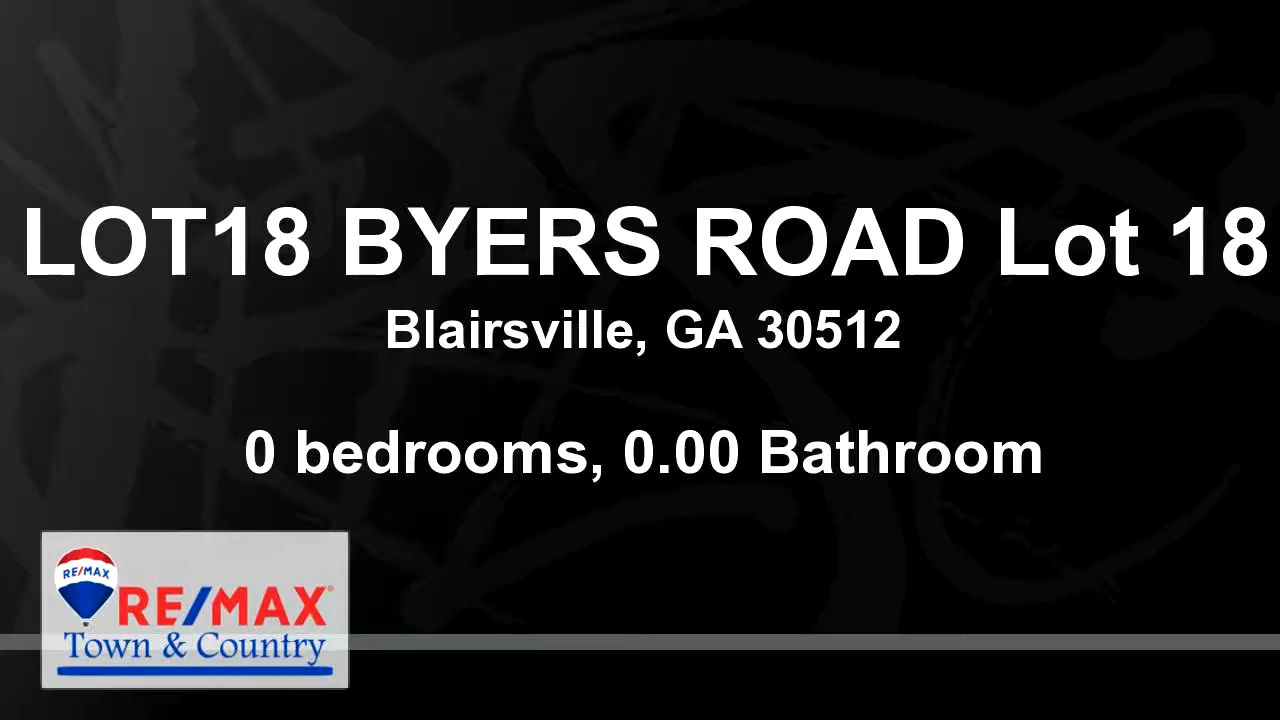 LOT18 BYERS ROAD Lot 18
Blairsville, GA 30512
0 bedrooms, 0.00 Bathroom
RE/MAX
RE/MAX®
Town & Country